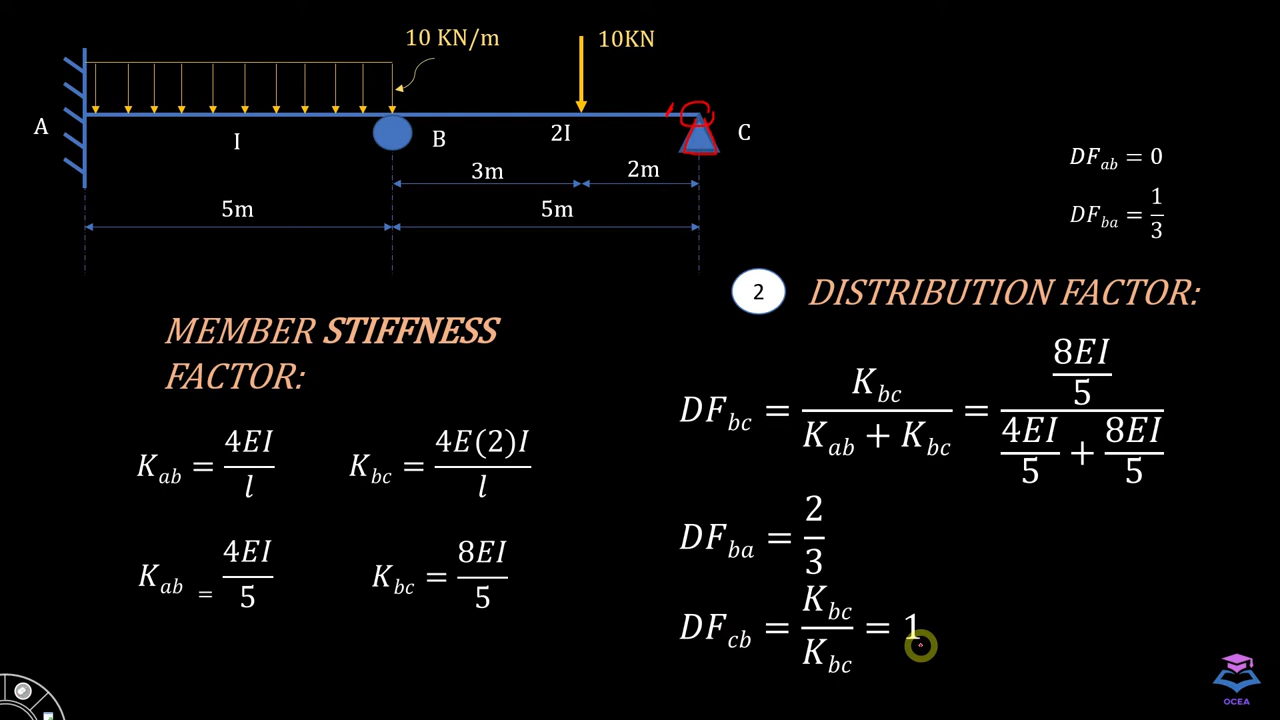 10 KN/m
10KN
A
I
B
2I
C
3m
2m
5m
5m
DF_ab = 0
DF_ba = 1/3
2
DISTRIBUTION FACTOR:
MEMBER STIFFNESS
FACTOR:
K_ab = 4EI/l
K_bc = 4E(2)I/l
K_ab = 4EI/5
K_bc = 8EI/5
DF_bc = K_bc/(K_ab + K_bc) = (8EI/5)/(4EI/5 + 8EI/5)
DF_ba = 2/3
DF_cb = K_bc/K_bc = 1
OCEA